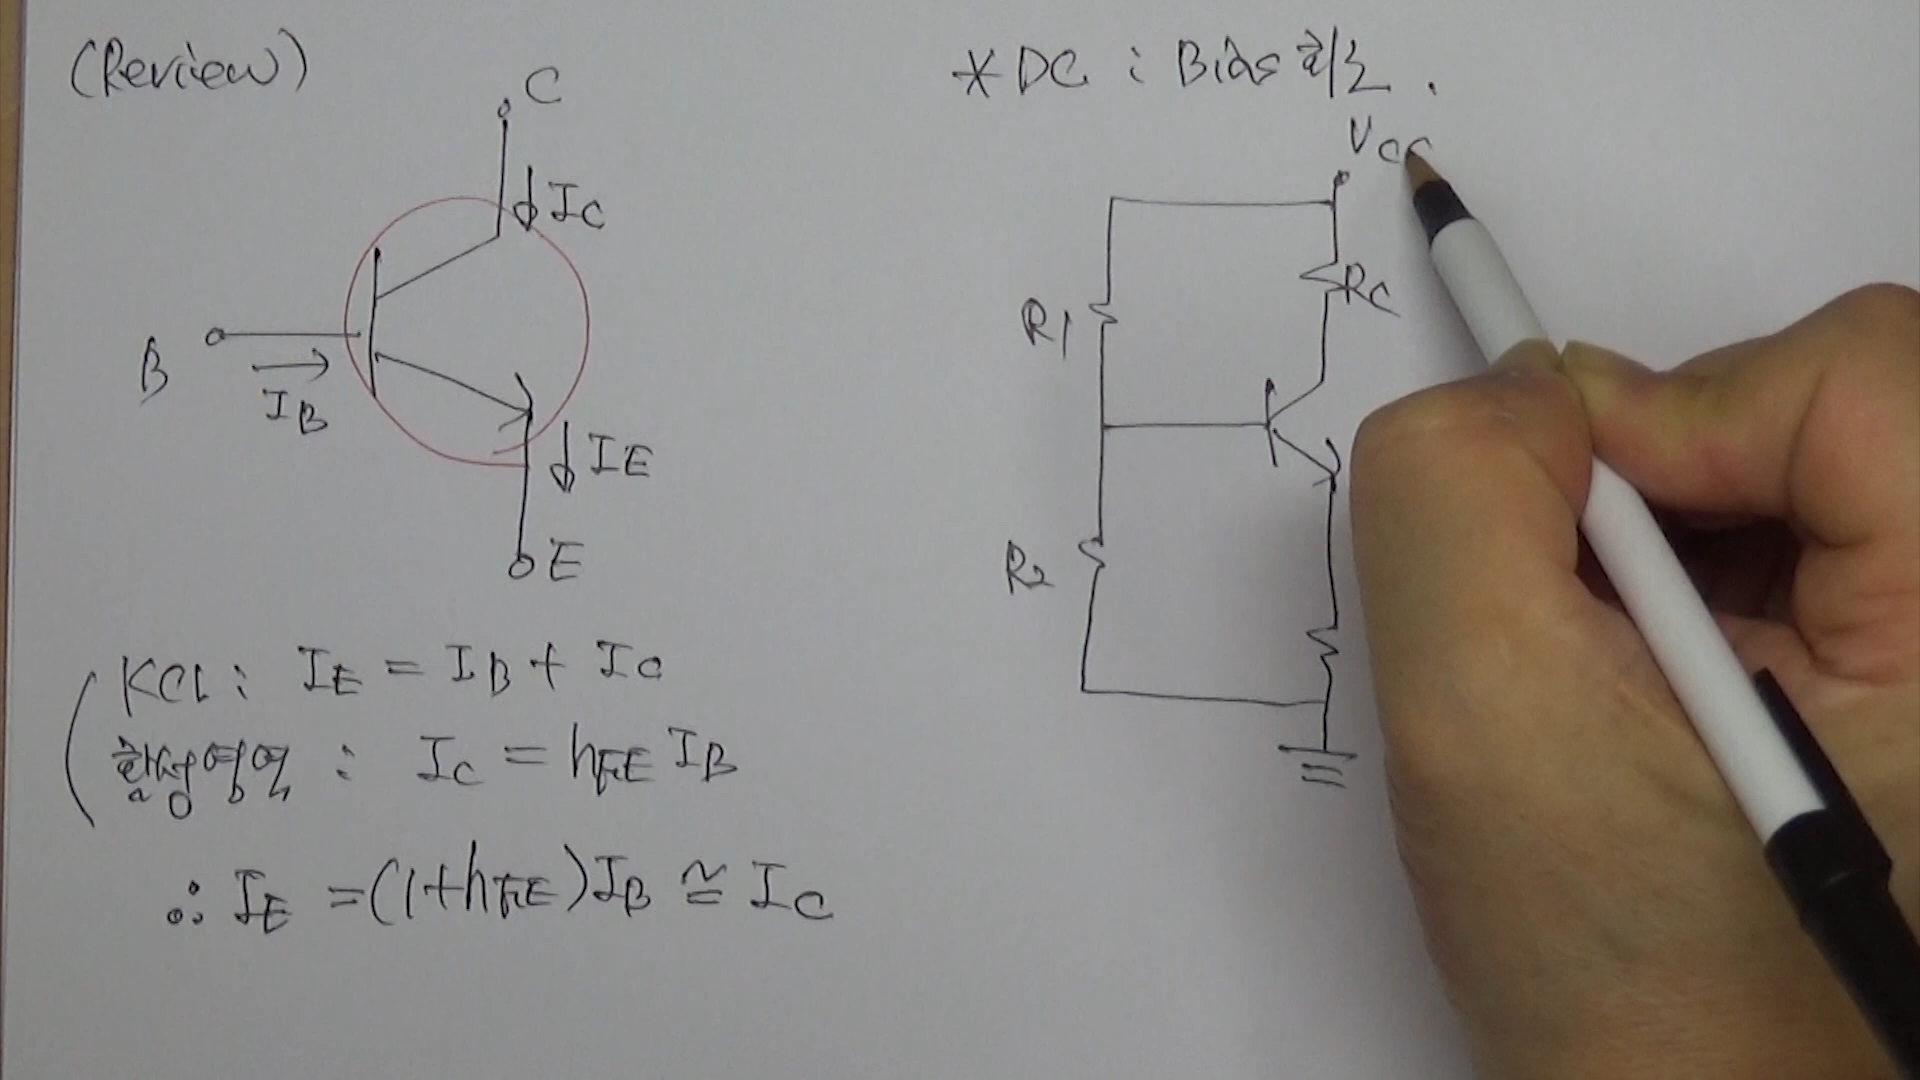 (Review)
C
IC
B
IB
IE
E
KCL : IE = IB + IC
활성영역 : IC = hFE IB
∴ IE = (1+hFE)IB ≅ IC
* DC : Bias 회로.
VCC
RC
R1
R2